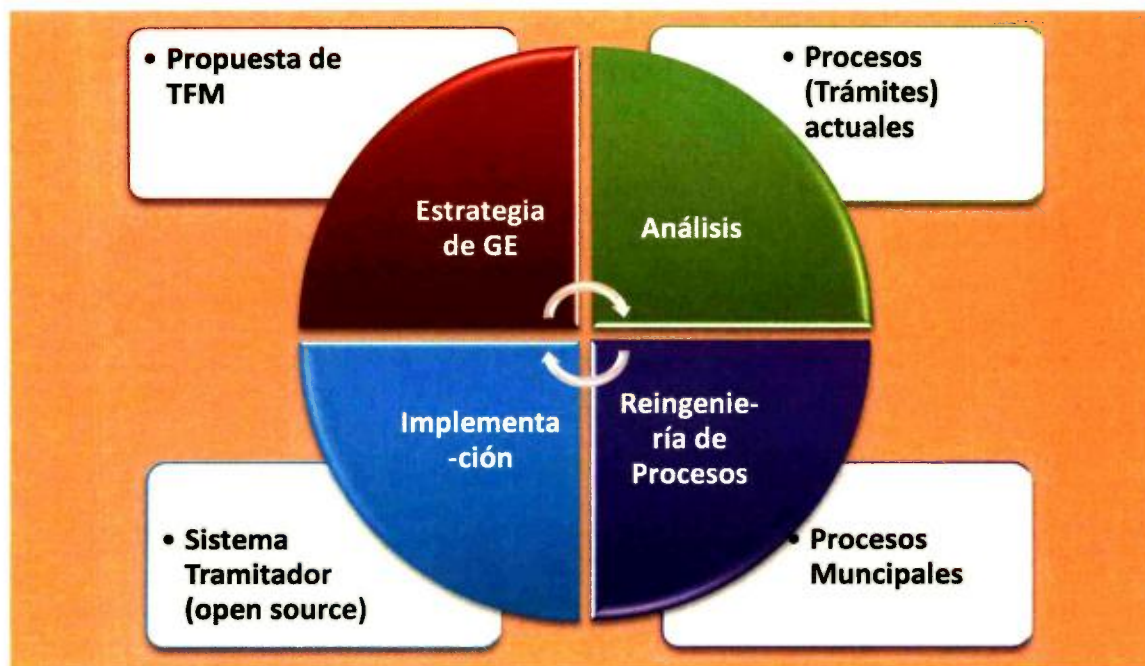 • Propuesta de
TFM
• Procesos
(Trámites)
actuales
Estrategia
de GE
Análisis
Implementa
-ción
Reingenie-
ría de
Procesos
• Sistema
Tramitador
(open source)
• Procesos
Muncipales